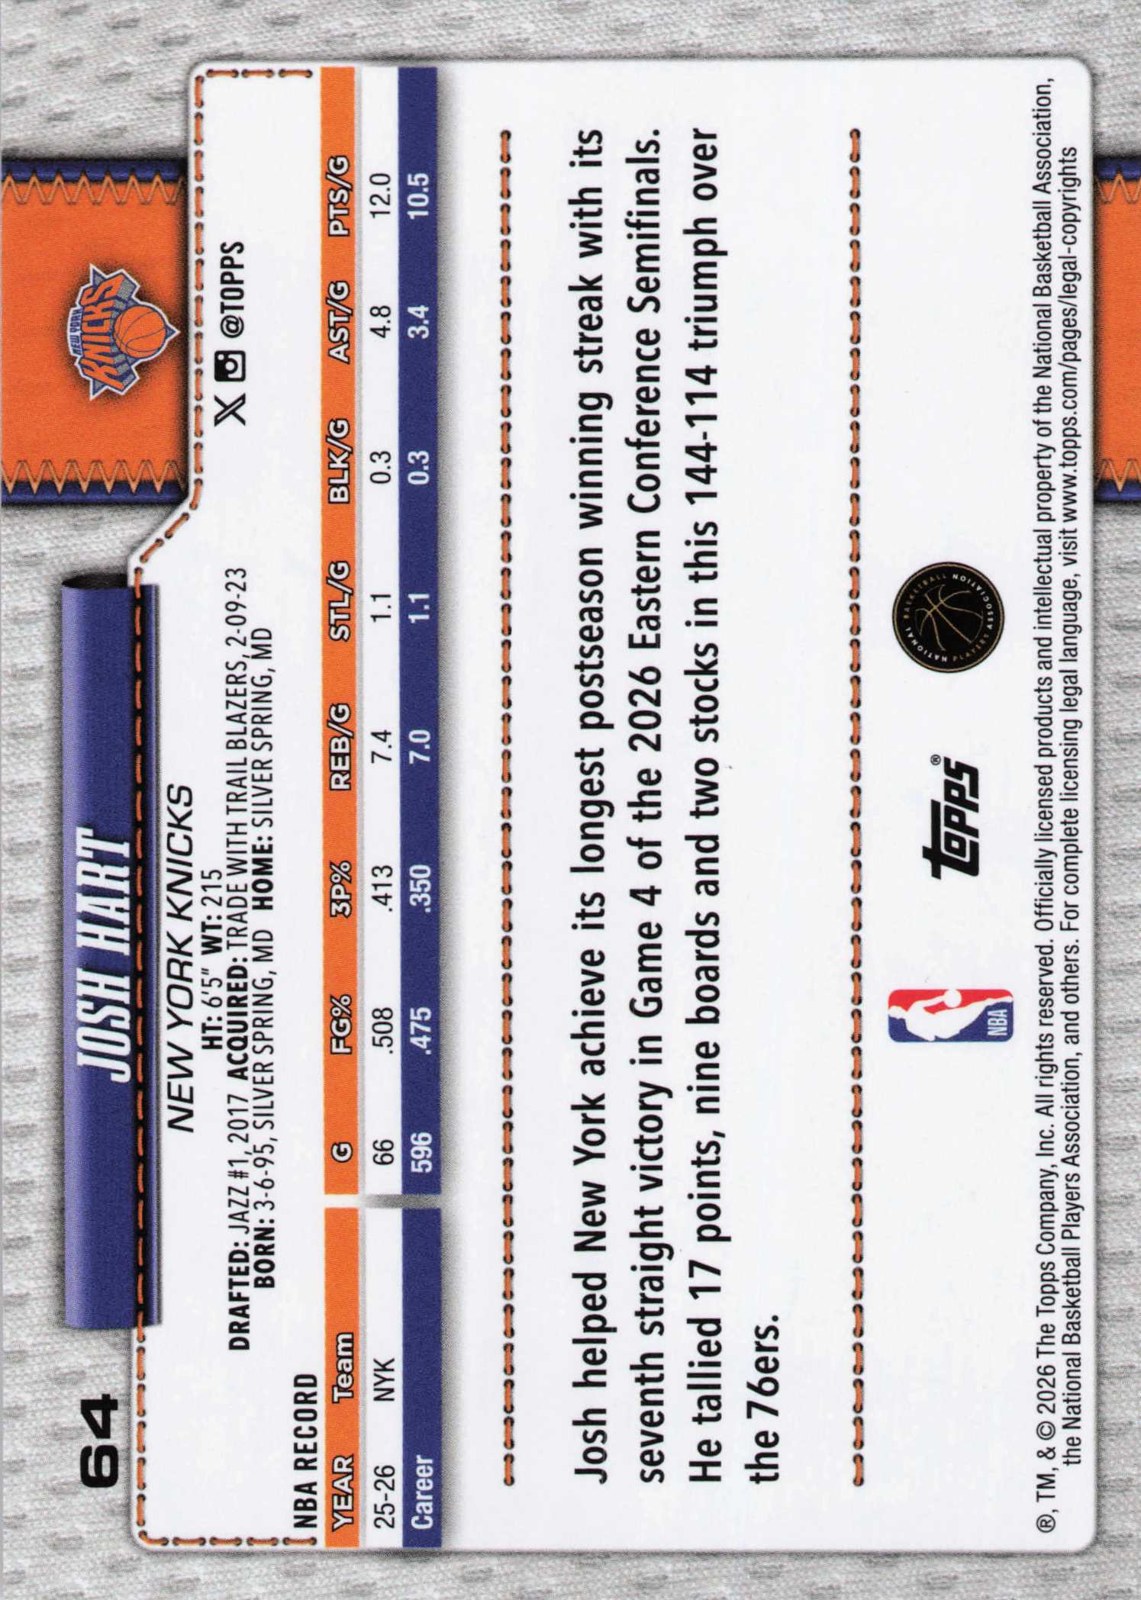 64
JOSH HART
NEW YORK KNICKS
NEW YORK
KNICKS
HT: 6'5" WT: 215
DRAFTED: JAZZ #1, 2017 ACQUIRED: TRADE WITH TRAIL BLAZERS, 2-09-23
BORN: 3-6-95, SILVER SPRING, MD HOME: SILVER SPRING, MD
X @TOPPS
NBA RECORD
YEAR Team G FG% 3P% REB/G STL/G BLK/G AST/G PTS/G
25-26 NYK 66 .508 .413 7.4 1.1 0.3 4.8 12.0
Career 596 .475 .350 7.0 1.1 0.3 3.4 10.5
Josh helped New York achieve its longest postseason winning streak with its
seventh straight victory in Game 4 of the 2026 Eastern Conference Semifinals.
He tallied 17 points, nine boards and two stocks in this 144-114 triumph over
the 76ers.
NBA
Topps®
NATIONAL BASKETBALL PLAYERS ASSOCIATION
®, TM, & © 2026 The Topps Company, Inc. All rights reserved. Officially licensed products and intellectual property of the National Basketball Association,
the National Basketball Players Association, and others. For complete licensing legal language, visit www.topps.com/pages/legal-copyrights